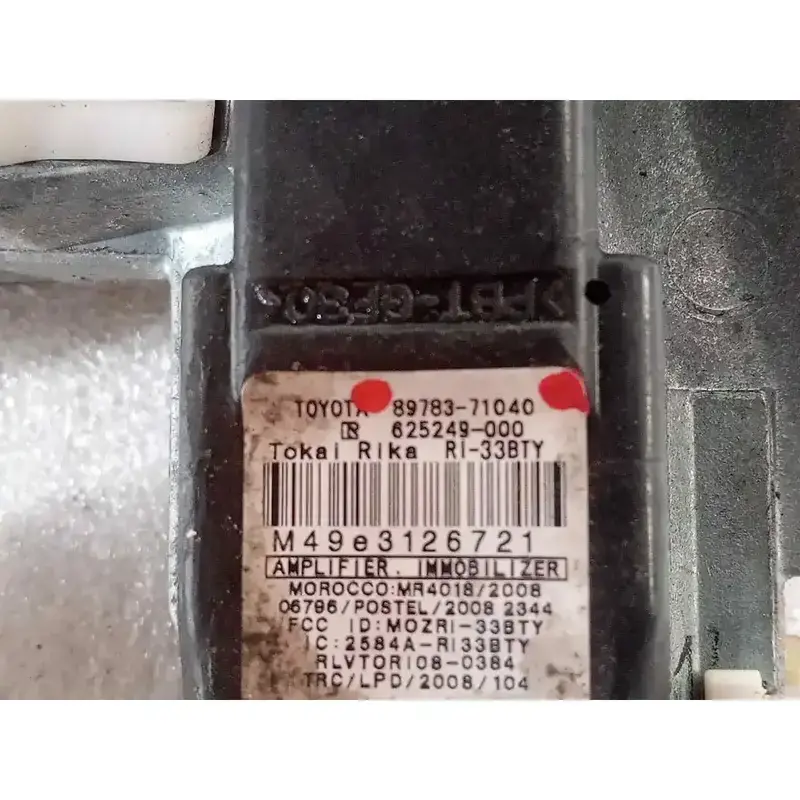 >PBT-GF30<
TOYOTA 89783-71040
R 625249-000
Tokai Rika RI-33BTY
M49e3126721
AMPLIFIER. IMMOBILIZER
MOROCCO:MR4018/2008
06796/POSTEL/2008 2344
FCC ID:MOZRI-33BTY
IC:2584A-RI33BTY
RLVTORI08-0384
TRC/LPD/2008/104